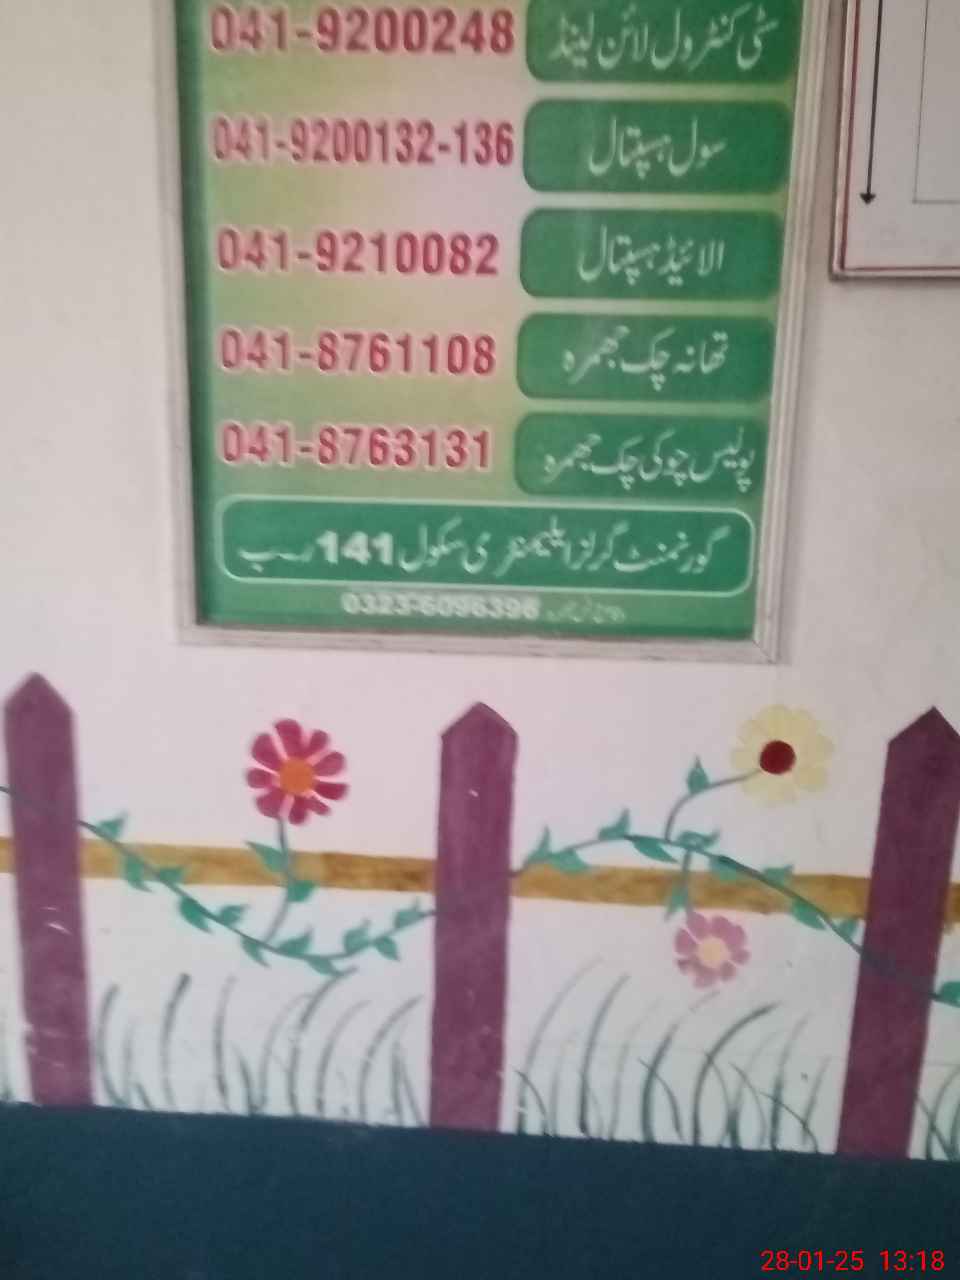 سٹی کنٹرول لائن لینڈ 041-9200248
سول ہسپتال 041-9200132-136
الائیڈ ہسپتال 041-9210082
تھانہ چک جھمرہ 041-8761108
پولیس چوکی چک جھمرہ 041-8763131
گورنمنٹ گرلز ایلیمنٹری سکول 141 ر۔ب
0323-6096396
28-01-25 13:18